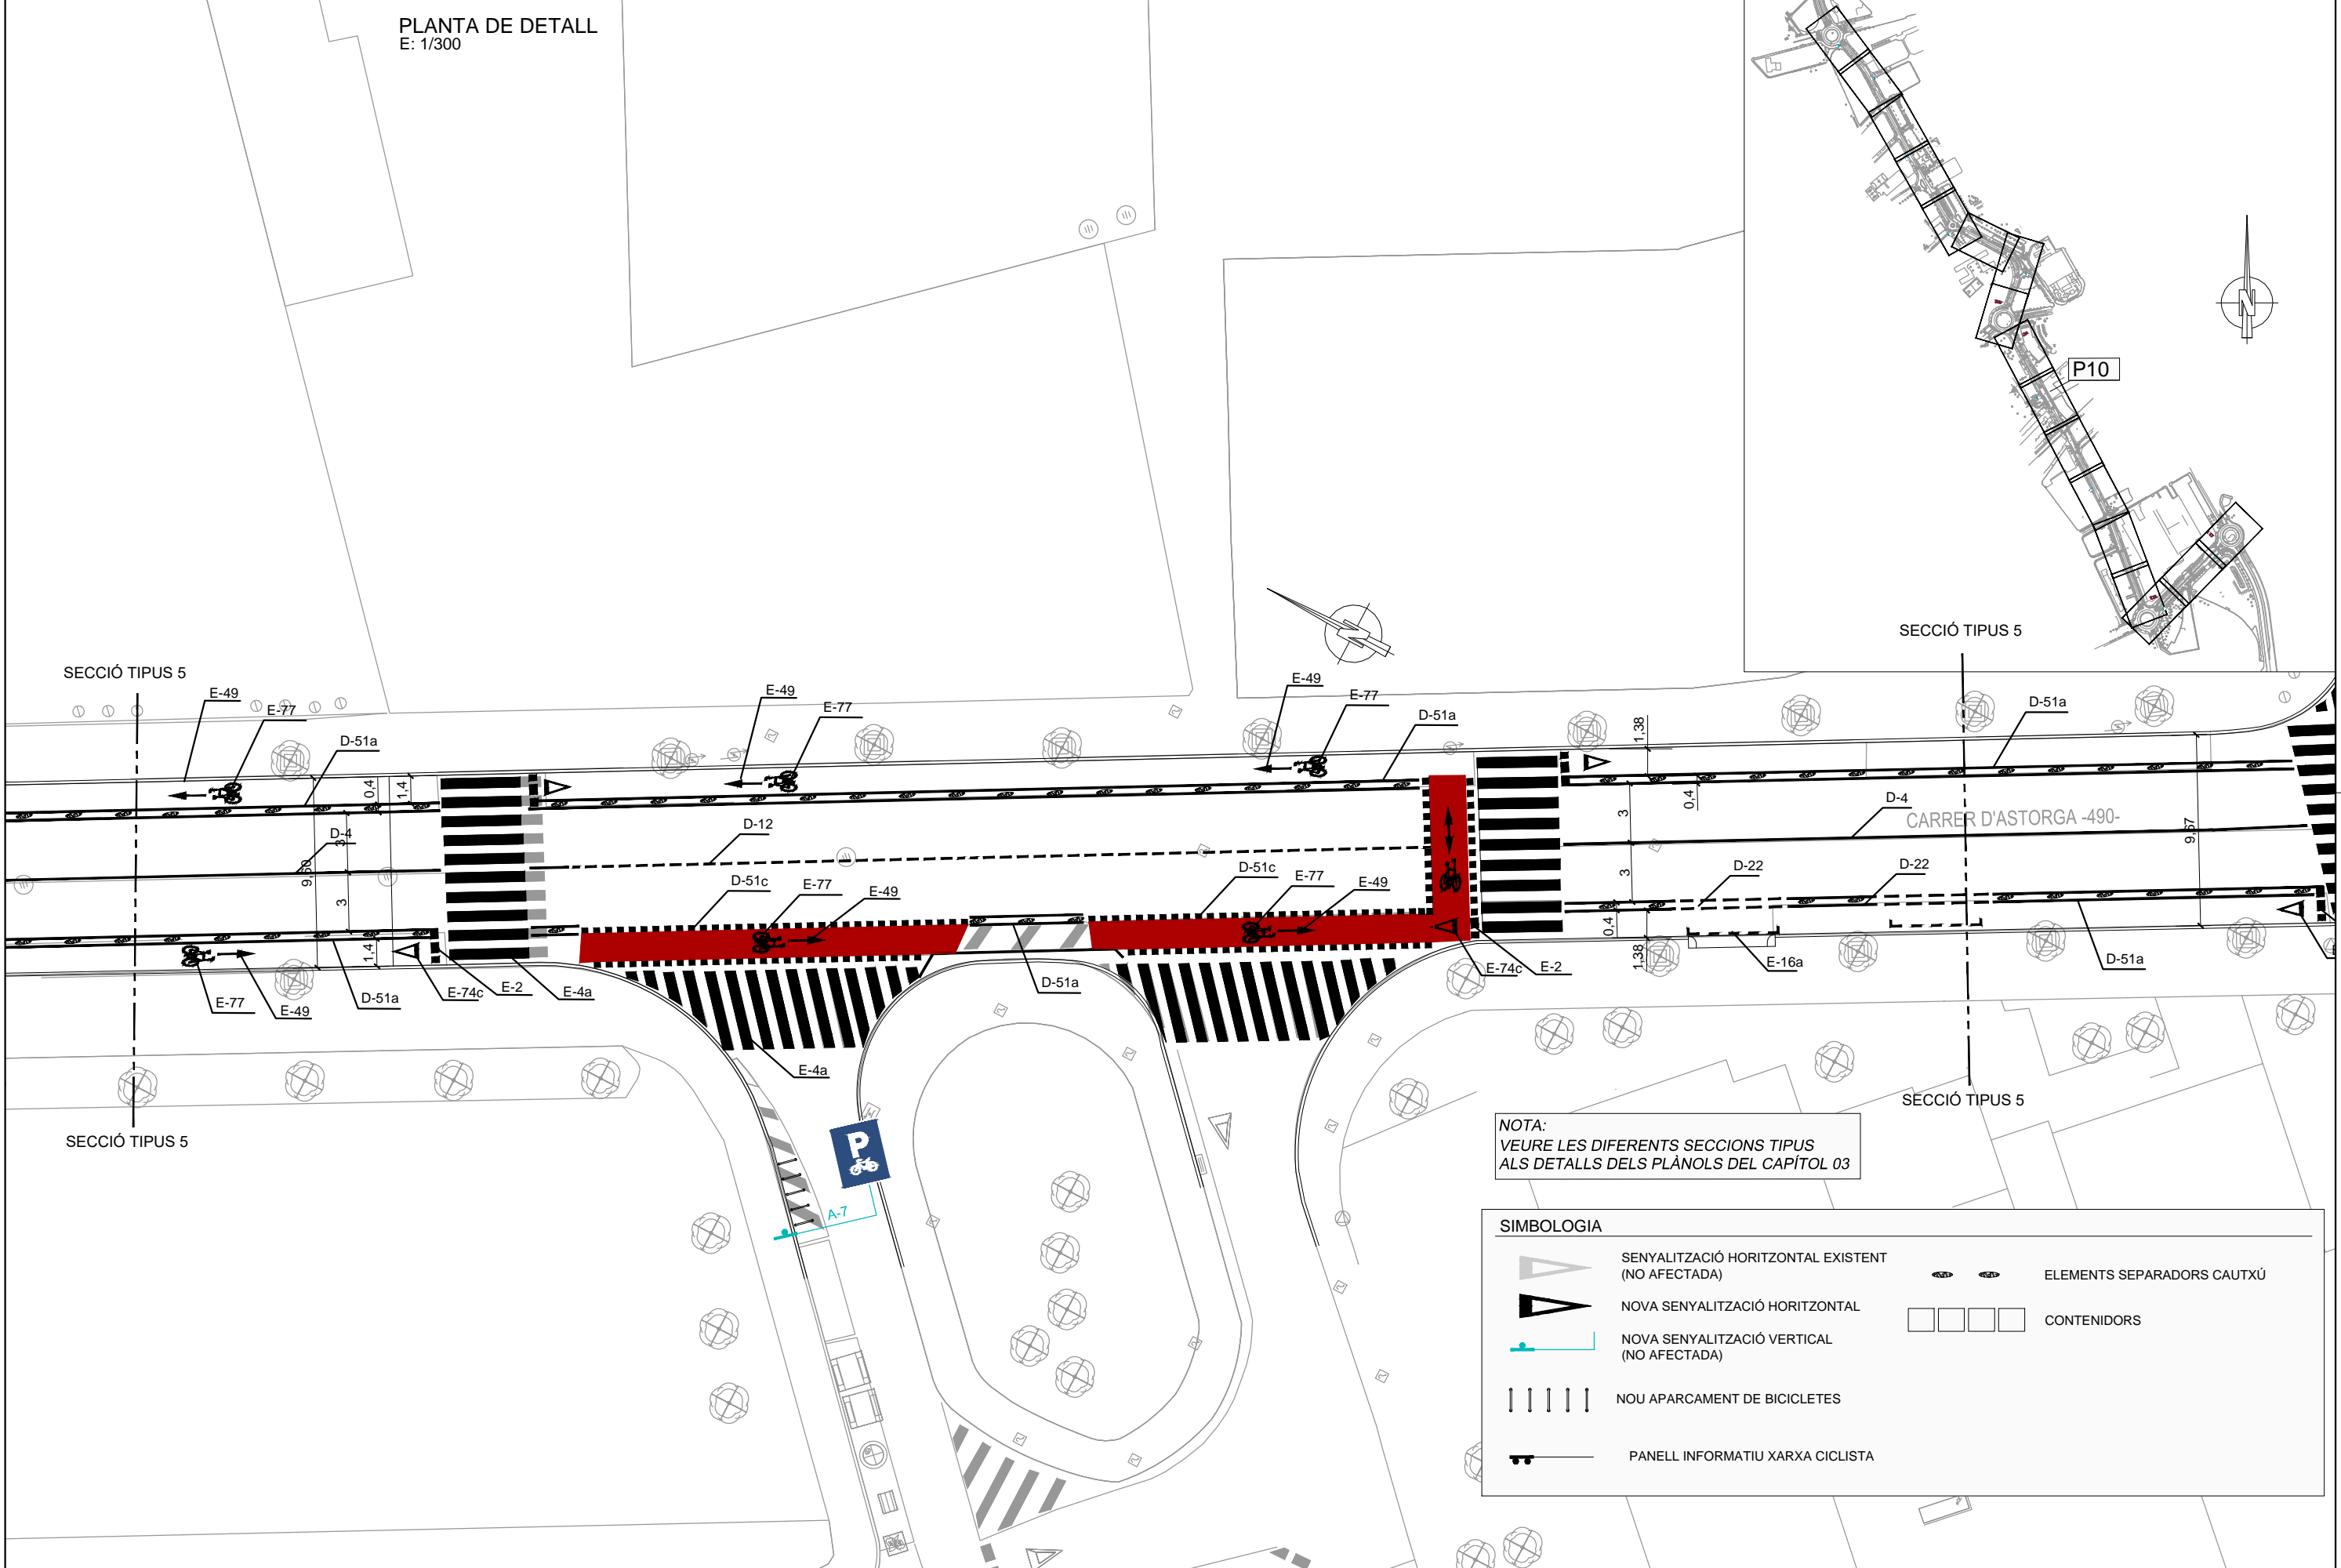 PLANTA DE DETALL
E: 1/300
N
P10
N
SECCIÓ TIPUS 5
SECCIÓ TIPUS 5
E-49
E-77
D-51a
E-49
E-77
E-49
E-77
D-51a
1,38
D-51a
0,4
1,4
0,4
3
D-4
CARRER D'ASTORGA -490-
9,67
D-4
3,4
9,60
D-12
D-51c
E-77
E-49
D-51c
E-77
E-49
D-22
D-22
3
3
0,4
1,38
1,4
E-77
E-49
D-51a
E-74c
E-2
E-4a
D-51a
E-74c
E-2
E-16a
D-51a
E-4a
SECCIÓ TIPUS 5
SECCIÓ TIPUS 5
P
A-7
NOTA:
VEURE LES DIFERENTS SECCIONS TIPUS
ALS DETALLS DELS PLÀNOLS DEL CAPÍTOL 03
SIMBOLOGIA
SENYALITZACIÓ HORITZONTAL EXISTENT
(NO AFECTADA)
NOVA SENYALITZACIÓ HORITZONTAL
NOVA SENYALITZACIÓ VERTICAL
(NO AFECTADA)
NOU APARCAMENT DE BICICLETES
PANELL INFORMATIU XARXA CICLISTA
ELEMENTS SEPARADORS CAUTXÚ
CONTENIDORS